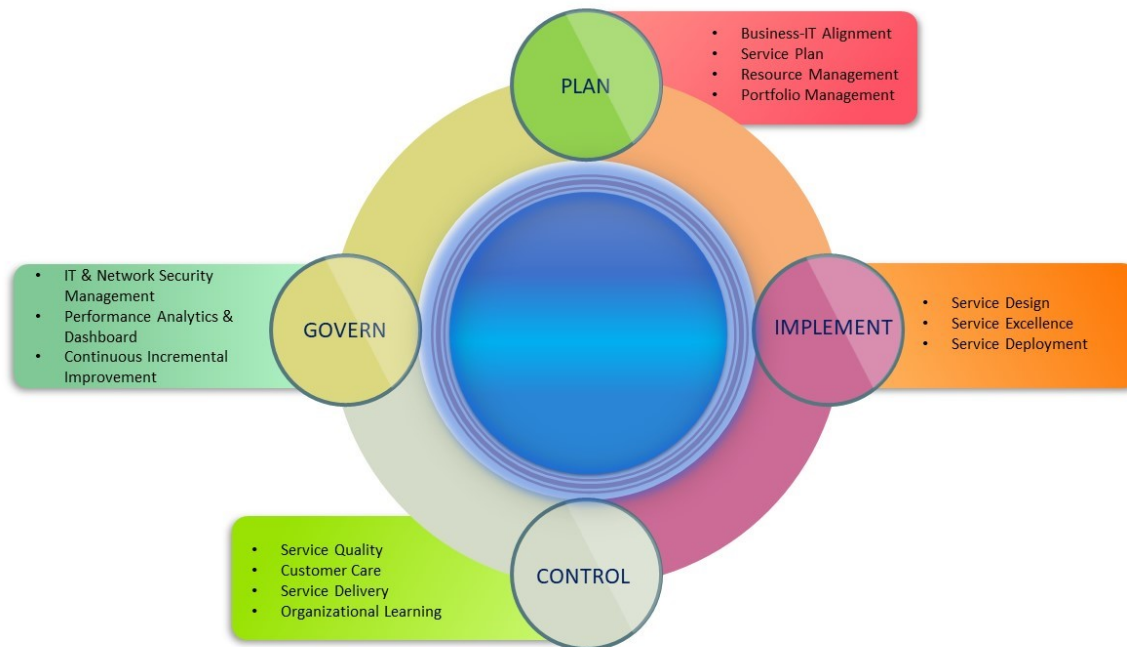 PLAN
• Business-IT Alignment
• Service Plan
• Resource Management
• Portfolio Management
• IT & Network Security
Management
• Performance Analytics &
Dashboard
• Continuous Incremental
Improvement
GOVERN
IMPLEMENT
• Service Design
• Service Excellence
• Service Deployment
• Service Quality
• Customer Care
• Service Delivery
• Organizational Learning
CONTROL